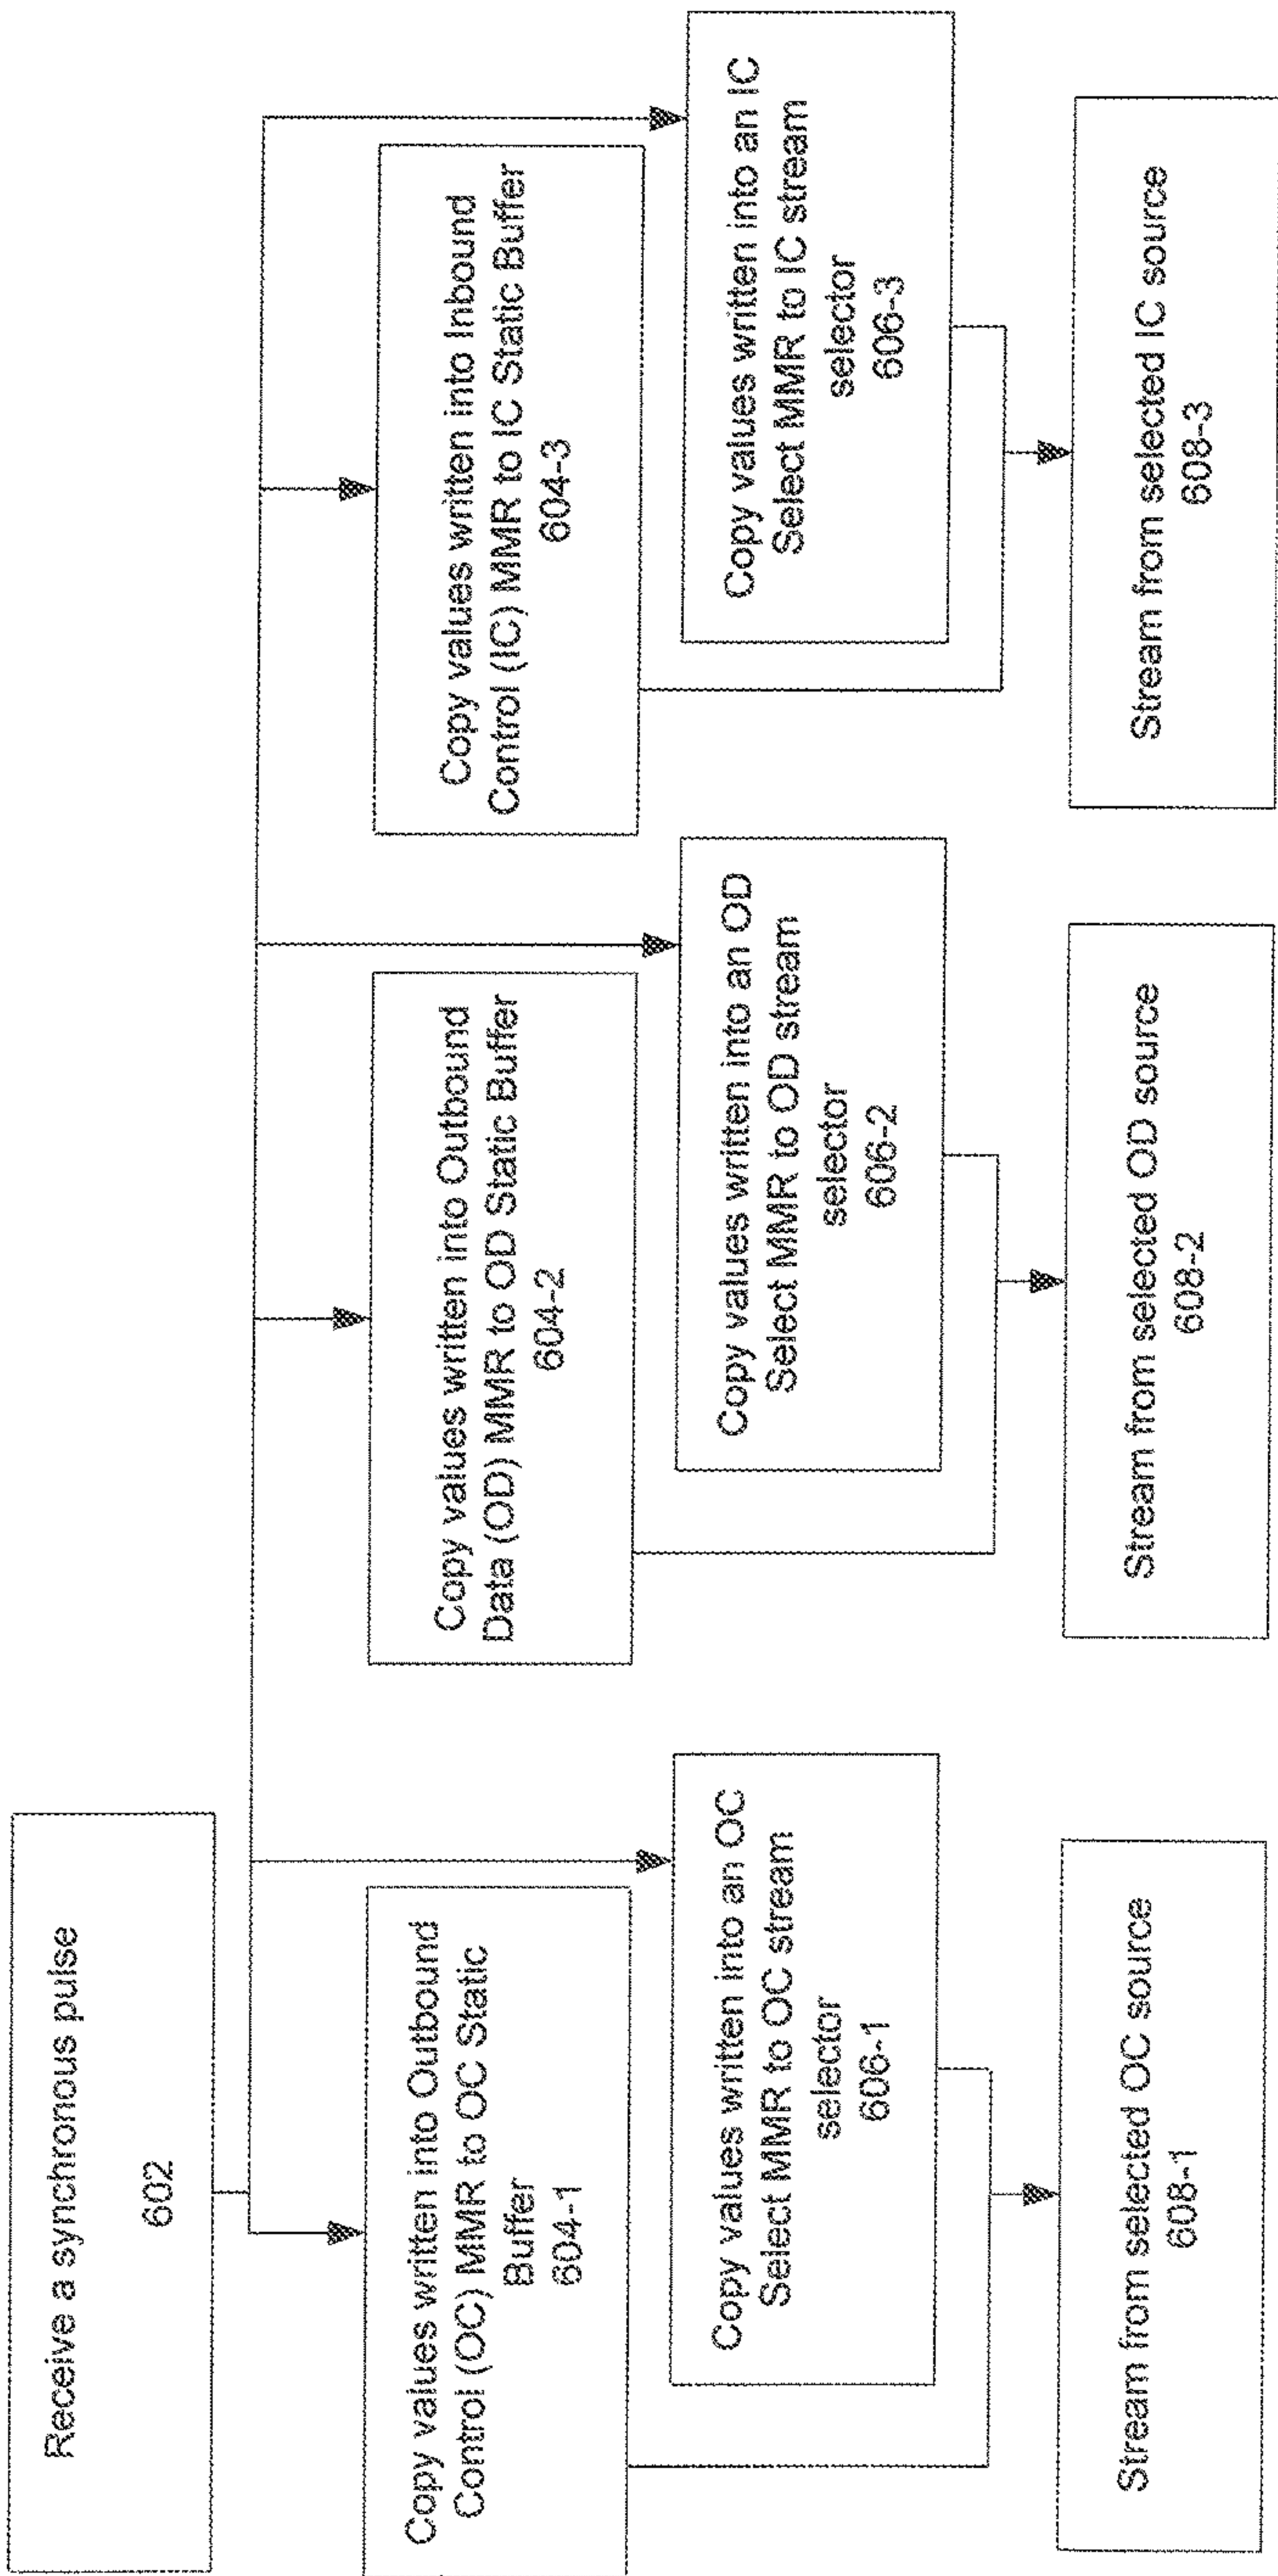 Receive a synchronous pulse
602
Copy values written into Outbound
Control (OC) MMR to OC Static
Buffer
604-1
Copy values written into an OC
Select MMR to OC stream
selector
606-1
Stream from selected OC source
608-1
Copy values written into Outbound
Data (OD) MMR to OD Static Buffer
604-2
Copy values written into an OD
Select MMR to OD stream
selector
606-2
Stream from selected OD source
608-2
Copy values written into Inbound
Control (IC) MMR to IC Static Buffer
604-3
Copy values written into an IC
Select MMR to IC stream
selector
606-3
Stream from selected IC source
608-3